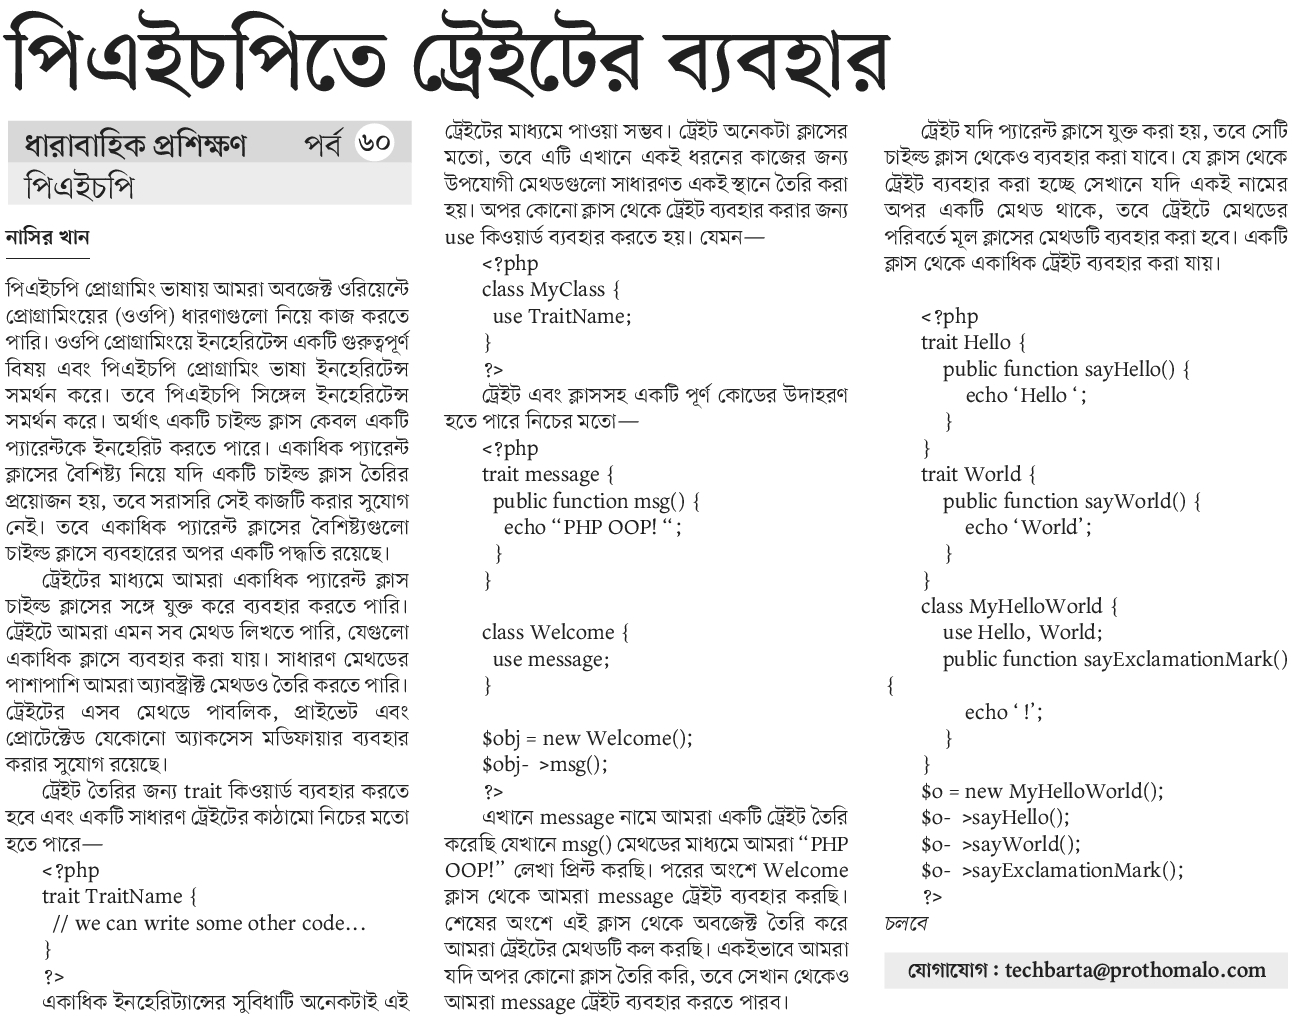 পিএইচপিতে ট্রেইটের ব্যবহার
ধারাবাহিক প্রশিক্ষণ পর্ব ৬০
পিএইচপি
নাসির খান
পিএইচপি প্রোগ্রামিং ভাষায় আমরা অবজেক্ট ওরিয়েন্টে
প্রোগ্রামিংয়ের (ওওপি) ধারণাগুলো নিয়ে কাজ করতে
পারি। ওওপি প্রোগ্রামিংয়ে ইনহেরিটেন্স একটি গুরুত্বপূর্ণ
বিষয় এবং পিএইচপি প্রোগ্রামিং ভাষা ইনহেরিটেন্স
সমর্থন করে। তবে পিএইচপি সিঙ্গেল ইনহেরিটেন্স
সমর্থন করে। অর্থাৎ একটি চাইল্ড ক্লাস কেবল একটি
প্যারেন্টকে ইনহেরিট করতে পারে। একাধিক প্যারেন্ট
ক্লাসের বৈশিষ্ট্য নিয়ে যদি একটি চাইল্ড ক্লাস তৈরির
প্রয়োজন হয়, তবে সরাসরি সেই কাজটি করার সুযোগ
নেই। তবে একাধিক প্যারেন্ট ক্লাসের বৈশিষ্ট্যগুলো
চাইল্ড ক্লাসে ব্যবহারের অপর একটি পদ্ধতি রয়েছে।
ট্রেইটের মাধ্যমে আমরা একাধিক প্যারেন্ট ক্লাস
চাইল্ড ক্লাসের সঙ্গে যুক্ত করে ব্যবহার করতে পারি।
ট্রেইটে আমরা এমন সব মেথড লিখতে পারি, যেগুলো
একাধিক ক্লাসে ব্যবহার করা যায়। সাধারণ মেথডের
পাশাপাশি আমরা অ্যাবস্ট্রাক্ট মেথডও তৈরি করতে পারি।
ট্রেইটের এসব মেথডে পাবলিক, প্রাইভেট এবং
প্রোটেক্টেড যেকোনো অ্যাকসেস মডিফায়ার ব্যবহার
করার সুযোগ রয়েছে।
ট্রেইট তৈরির জন্য trait কিওয়ার্ড ব্যবহার করতে
হবে এবং একটি সাধারণ ট্রেইটের কাঠামো নিচের মতো
হতে পারে—
<?php
trait TraitName {
// we can write some other code...
}
?>
একাধিক ইনহেরিট্যান্সের সুবিধাটি অনেকটাই এই
ট্রেইটের মাধ্যমে পাওয়া সম্ভব। ট্রেইট অনেকটা ক্লাসের
মতো, তবে এটি এখানে একই ধরনের কাজের জন্য
উপযোগী মেথডগুলো সাধারণত একই স্থানে তৈরি করা
হয়। অপর কোনো ক্লাস থেকে ট্রেইট ব্যবহার করার জন্য
use কিওয়ার্ড ব্যবহার করতে হয়। যেমন—
<?php
class MyClass {
use TraitName;
}
?>
ট্রেইট এবং ক্লাসসহ একটি পূর্ণ কোডের উদাহরণ
হতে পারে নিচের মতো—
<?php
trait message {
public function msg() {
echo “PHP OOP! “;
}
}
class Welcome {
use message;
}
$obj = new Welcome();
$obj- >msg();
?>
এখানে message নামে আমরা একটি ট্রেইট তৈরি
করেছি যেখানে msg() মেথডের মাধ্যমে আমরা “PHP
OOP!” লেখা প্রিন্ট করছি। পরের অংশে Welcome
ক্লাস থেকে আমরা message ট্রেইট ব্যবহার করছি।
শেষের অংশে এই ক্লাস থেকে অবজেক্ট তৈরি করে
আমরা ট্রেইটের মেথডটি কল করছি। একইভাবে আমরা
যদি অপর কোনো ক্লাস তৈরি করি, তবে সেখান থেকেও
আমরা message ট্রেইট ব্যবহার করতে পারব।
ট্রেইট যদি প্যারেন্ট ক্লাসে যুক্ত করা হয়, তবে সেটি
চাইল্ড ক্লাস থেকেও ব্যবহার করা যাবে। যে ক্লাস থেকে
ট্রেইট ব্যবহার করা হচ্ছে সেখানে যদি একই নামের
অপর একটি মেথড থাকে, তবে ট্রেইটে মেথডের
পরিবর্তে মূল ক্লাসের মেথডটি ব্যবহার করা হবে। একটি
ক্লাস থেকে একাধিক ট্রেইট ব্যবহার করা যায়।
<?php
trait Hello {
public function sayHello() {
echo ‘Hello ‘;
}
}
trait World {
public function sayWorld() {
echo ‘World’;
}
}
class MyHelloWorld {
use Hello, World;
public function sayExclamationMark()
{
echo ‘ !’;
}
}
$o = new MyHelloWorld();
$o- >sayHello();
$o- >sayWorld();
$o- >sayExclamationMark();
?>
চলবে
যোগাযোগ : techbarta@prothomalo.com